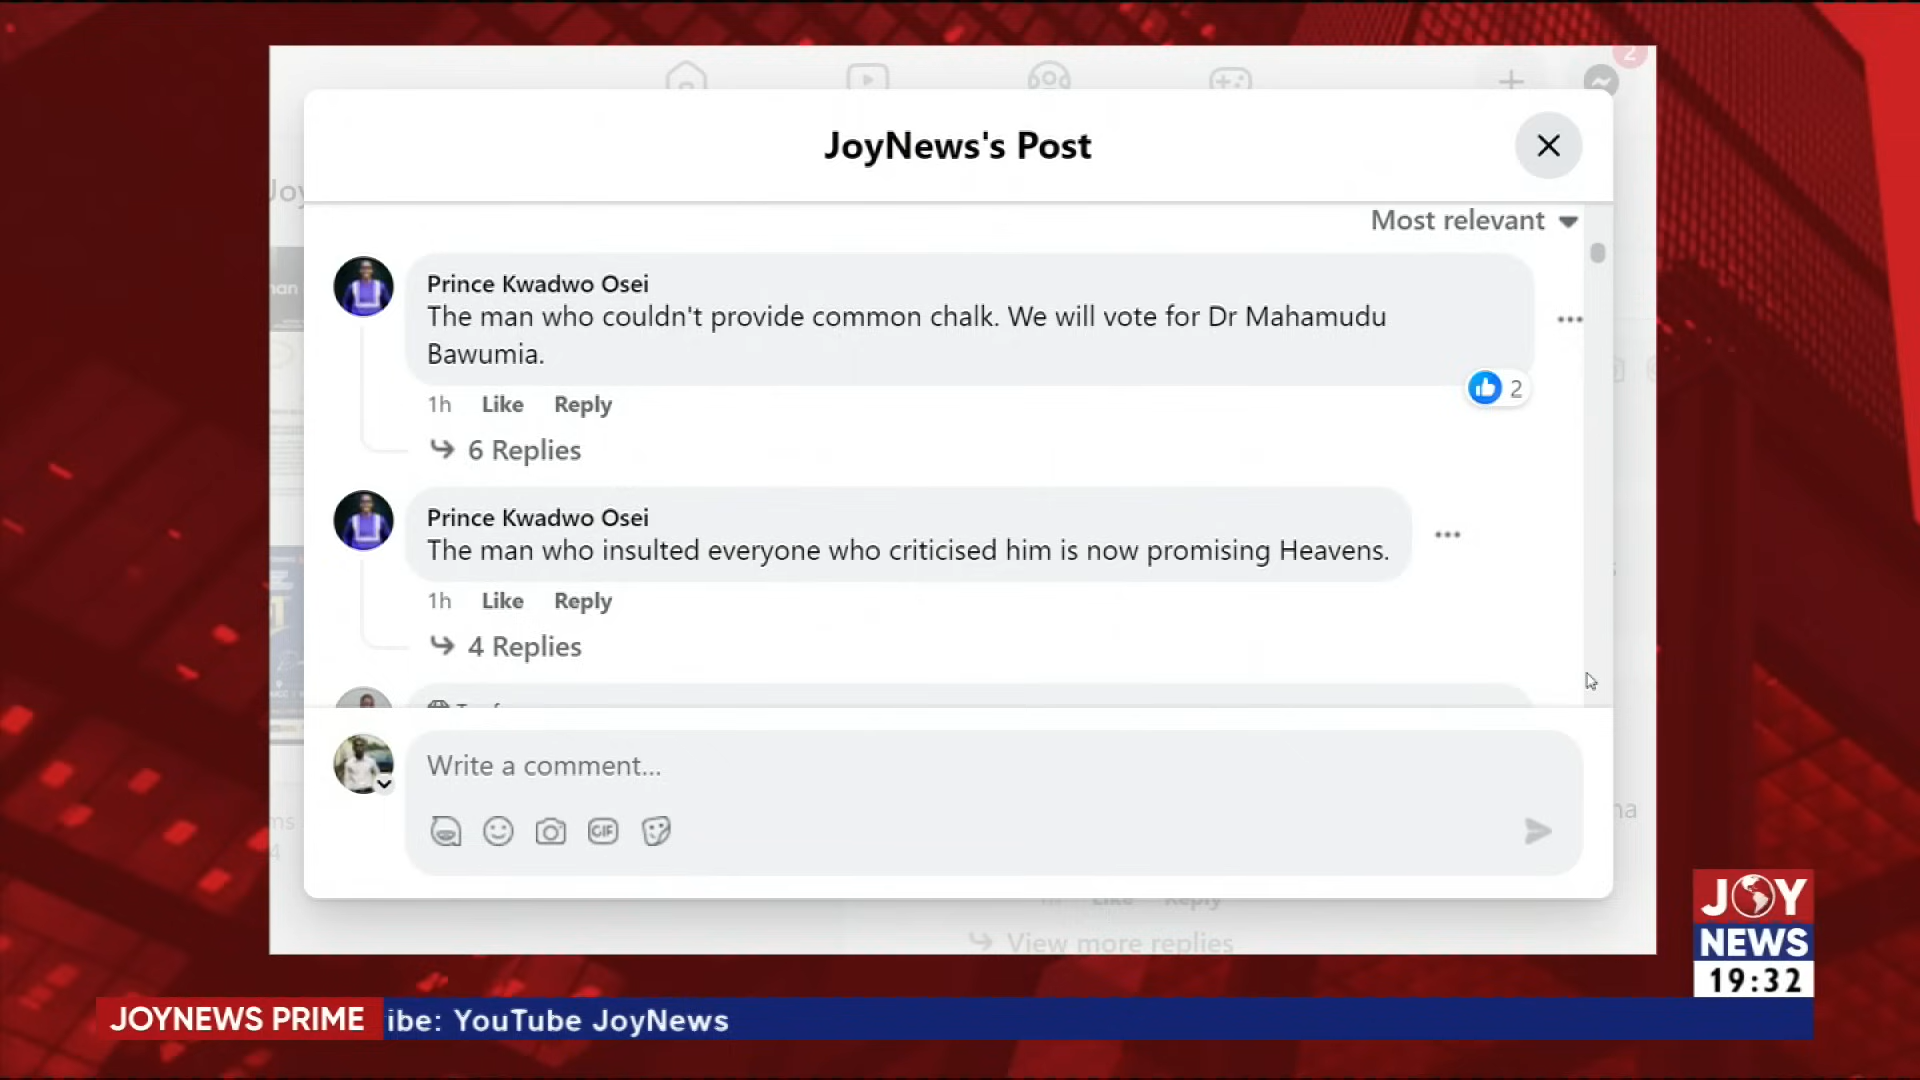 2
JoyNews's Post
Joy
Most relevant
Prince Kwadwo Osei
The man who couldn't provide common chalk. We will vote for Dr Mahamudu
Bawumia.
2
1h Like Reply
6 Replies
Prince Kwadwo Osei
The man who insulted everyone who criticised him is now promising Heavens.
1h Like Reply
4 Replies
Write a comment...
GIF
Like Reply
View more replies
JOY
NEWS
19:32
JOYNEWS PRIME
ibe: YouTube JoyNews